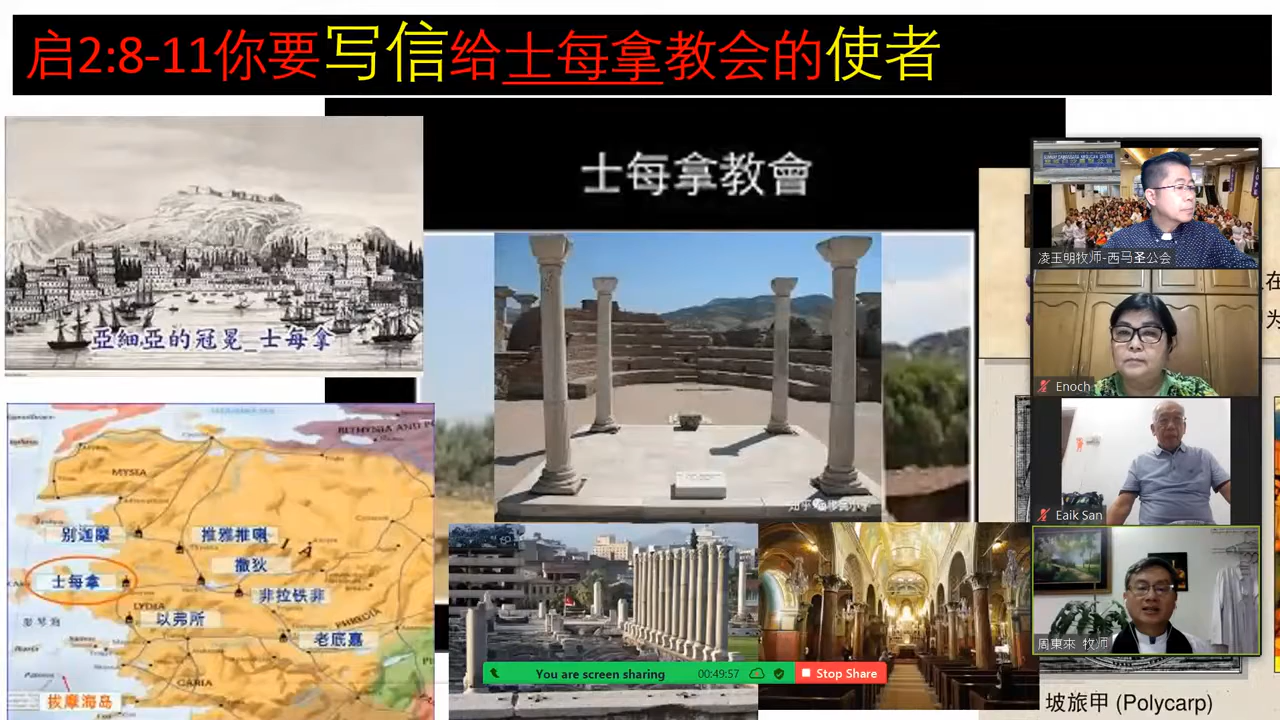 启2:8-11你要写信给士每拿教会的使者
士每拿教會
亞細亞的冠冕_士每拿
凌玉明牧师-西马圣公会
在
为
Enoch
Eaik San
周東來 牧师
BITHYNIA AND PO
MYSIA
别迦摩
推雅推喇
撒狄
士每拿
非拉铁非
LYDIA
以弗所
PHRYGIA
老底嘉
CARIA
拔摩海岛
You are screen sharing
00:49:57
Stop Share
坡旅甲 (Polycarp)